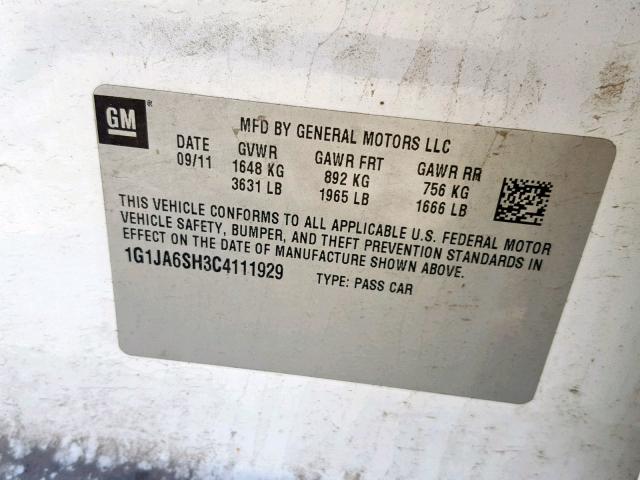 GM ®
MFD BY GENERAL MOTORS LLC
DATE GVWR GAWR FRT GAWR RR
09/11 1648 KG 892 KG 756 KG
3631 LB 1965 LB 1666 LB
THIS VEHICLE CONFORMS TO ALL APPLICABLE U.S. FEDERAL MOTOR
VEHICLE SAFETY, BUMPER, AND THEFT PREVENTION STANDARDS IN
EFFECT ON THE DATE OF MANUFACTURE SHOWN ABOVE.
1G1JA6SH3C4111929 TYPE: PASS CAR